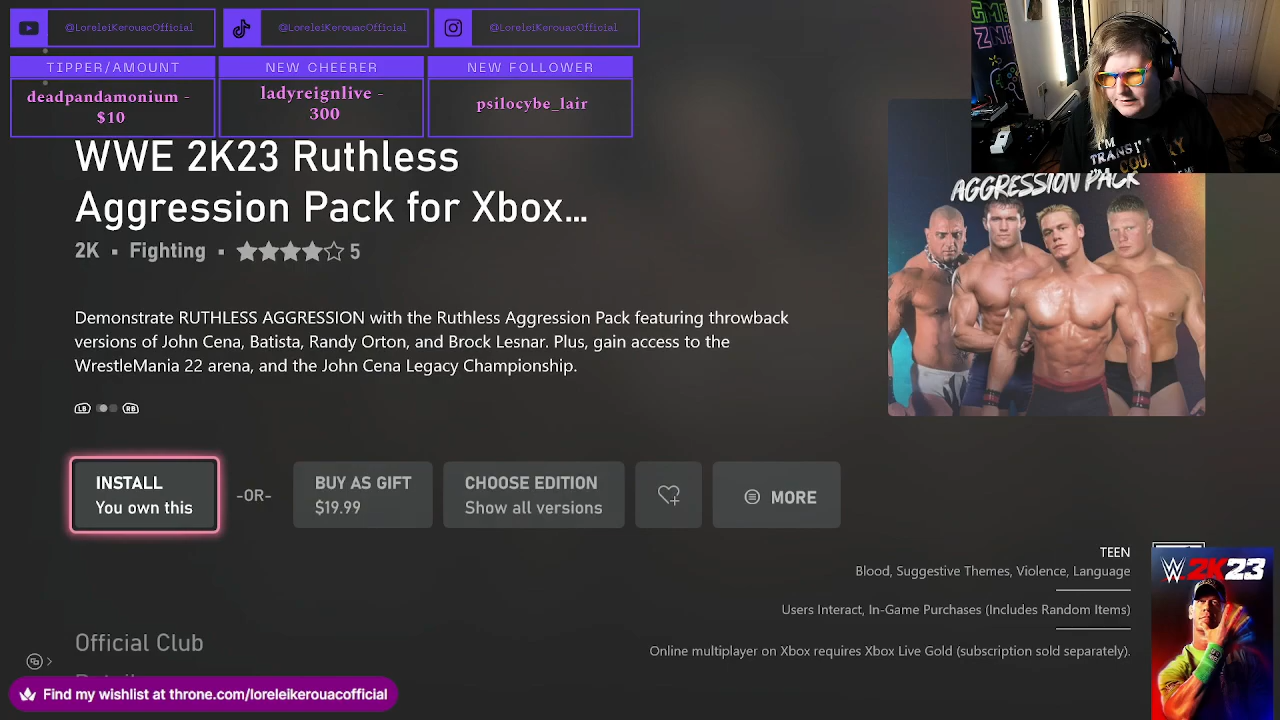 @LoreleiKerouacOfficial
@LoreleiKerouacOfficial
@LoreleiKerouacOfficial
TIPPER/AMOUNT
deadpandamonium -
$10
NEW CHEERER
ladyreignlive -
300
NEW FOLLOWER
psilocybe_lair
I'M
TRANS
WWE 2K23 Ruthless
Aggression Pack for Xbox...
2K ▪ Fighting ▪ 5
Demonstrate RUTHLESS AGGRESSION with the Ruthless Aggression Pack featuring throwback
versions of John Cena, Batista, Randy Orton, and Brock Lesnar. Plus, gain access to the
WrestleMania 22 arena, and the John Cena Legacy Championship.
LB RB
AGGRESSION PACK
INSTALL
You own this
-OR-
BUY AS GIFT
$19.99
CHOOSE EDITION
Show all versions
MORE
TEEN
Blood, Suggestive Themes, Violence, Language
Users Interact, In-Game Purchases (Includes Random Items)
Online multiplayer on Xbox requires Xbox Live Gold (subscription sold separately).
W 2K23
Official Club
Find my wishlist at throne.com/loreleikerouacofficial